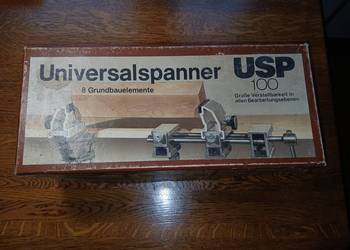 Universalspanner
8 Grundbauelemente
USP
100
Große Verstellbarkeit in
allen Bearbeitungsebenen